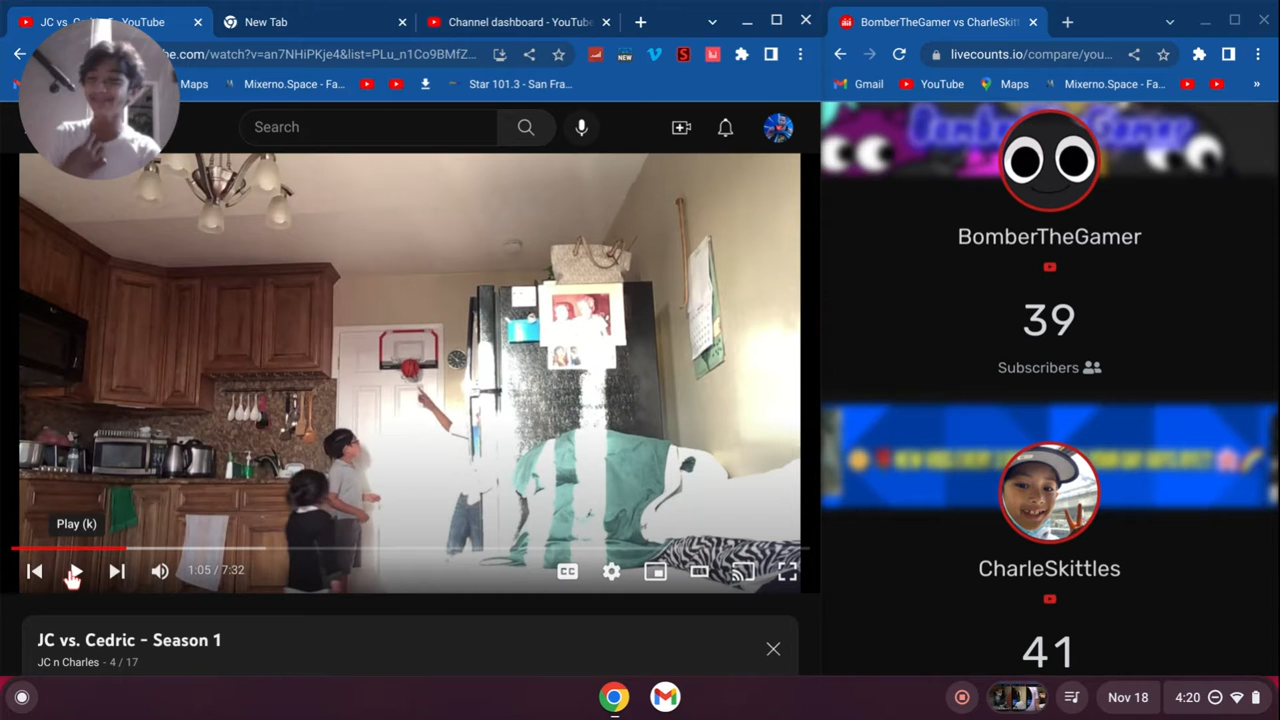 JC vs. C
YouTube
New Tab
Channel dashboard - YouTube
BomberTheGamer vs CharleSkitt
be.com/watch?v=an7NHiPKje4&list=PLu_n1Co9BMfZ...
livecounts.io/compare/you...
Maps
Mixerno.Space - Fa...
Star 101.3 - San Fra...
Gmail
YouTube
Maps
Mixerno.Space - Fa...
»
NEW
Search
BomberTheGamer
BomberTheGamer
39
Subscribers
CharleSkittles
41
Play (k)
1:05 / 7:32
CC
JC vs. Cedric - Season 1
JC n Charles - 4 / 17
Nov 18
4:20